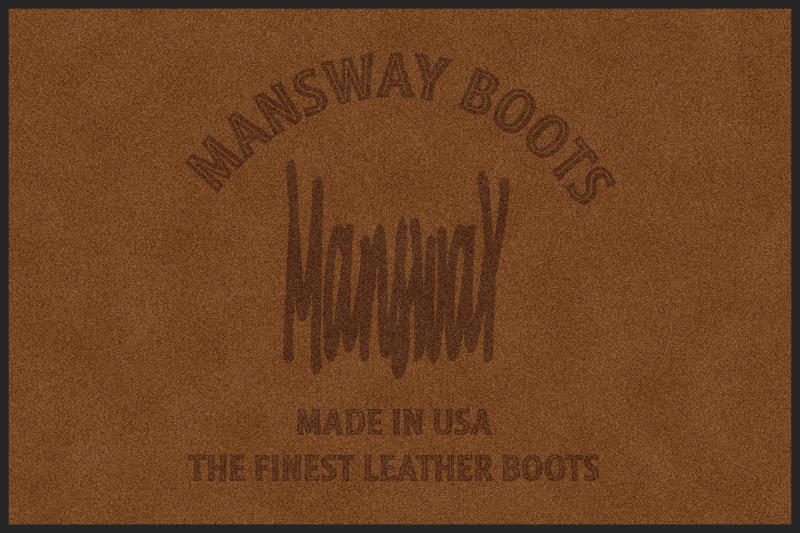 MANSWAY BOOTS
Mansway
MADE IN USA
THE FINEST LEATHER BOOTS